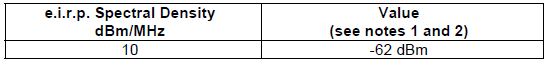 e.i.r.p. Spectral Density
dBm/MHz
Value
(see notes 1 and 2)
10
-62 dBm